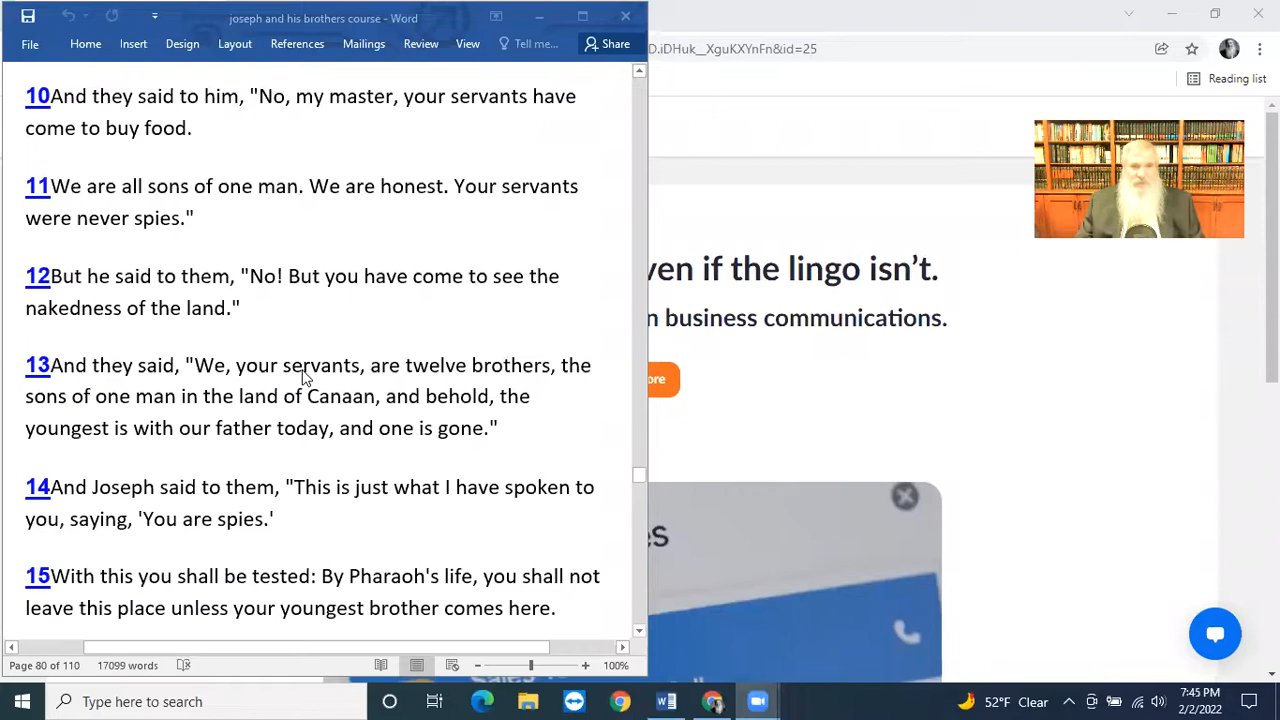 joseph and his brothers course - Word
File Home Insert Design Layout References Mailings Review View Tell me... Share
10And they said to him, "No, my master, your servants have
come to buy food.
11We are all sons of one man. We are honest. Your servants
were never spies."
12But he said to them, "No! But you have come to see the
nakedness of the land."
13And they said, "We, your servants, are twelve brothers, the
sons of one man in the land of Canaan, and behold, the
youngest is with our father today, and one is gone."
14And Joseph said to them, "This is just what I have spoken to
you, saying, 'You are spies.'
15With this you shall be tested: By Pharaoh's life, you shall not
leave this place unless your youngest brother comes here.
Page 80 of 110 17099 words 100%
D.iDHuk__XguKXYnFn&id=25
Reading list
ven if the lingo isn't.
n business communications.
ore
es
Type here to search
52°F Clear
7:45 PM
2/2/2022